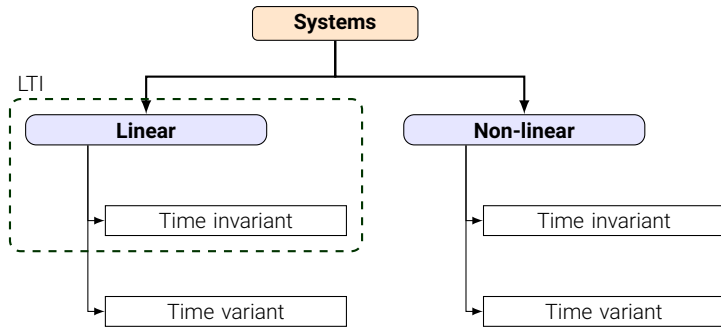 Systems
LTI
Linear
Non-linear
Time invariant
Time invariant
Time variant
Time variant